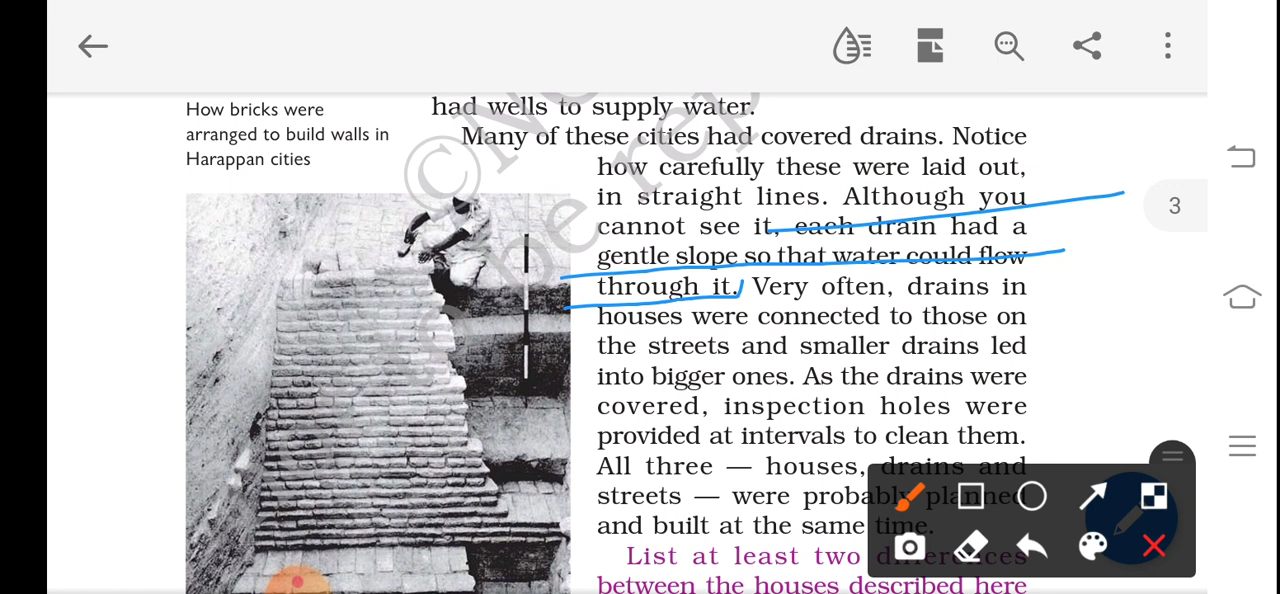 How bricks were
arranged to build walls in
Harappan cities
had wells to supply water.
Many of these cities had covered drains. Notice
how carefully these were laid out,
in straight lines. Although you
cannot see it, each drain had a
gentle slope so that water could flow
through it. Very often, drains in
houses were connected to those on
the streets and smaller drains led
into bigger ones. As the drains were
covered, inspection holes were
provided at intervals to clean them.
All three — houses, drains and
streets — were probably planned
and built at the same time.
List at least two differences
between the houses described here
3